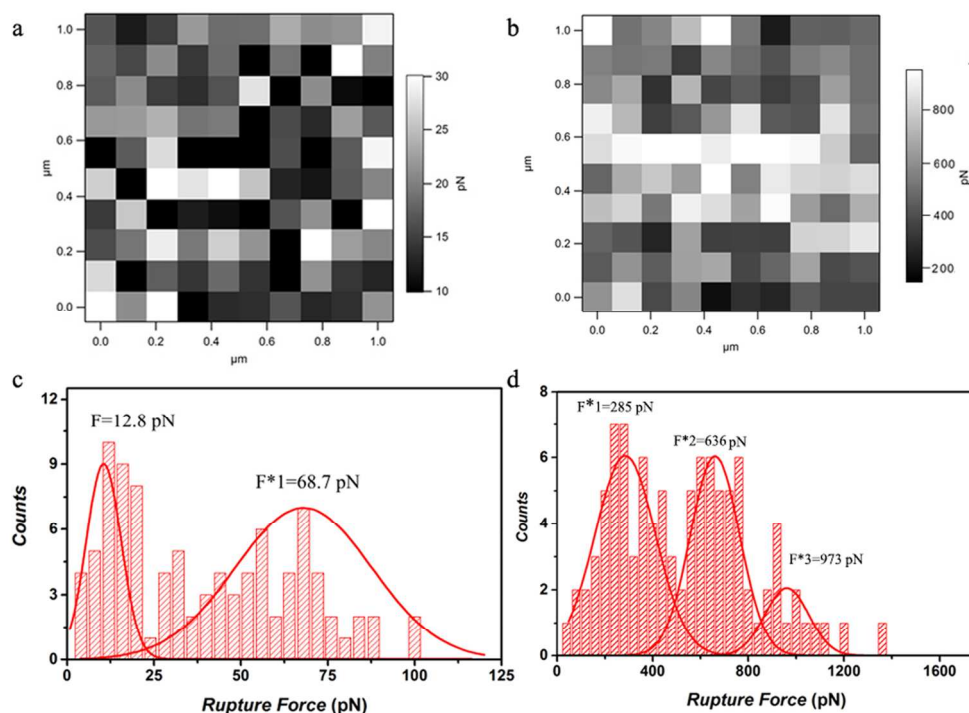 a
1.0
0.8
0.6
0.4
0.2
0.0
µm
0.0 0.2 0.4 0.6 0.8 1.0
µm
30
25
20
15
10
pN
b
1.0
0.8
0.6
0.4
0.2
0.0
µm
0.0 0.2 0.4 0.6 0.8 1.0
µm
800
600
400
200
pN
c
12
9
6
3
0
Counts
F=12.8 pN
F*1=68.7 pN
0 25 50 75 100 125
Rupture Force (pN)
d
8
6
4
2
0
Counts
F*1=285 pN
F*2=636 pN
F*3=973 pN
0 400 800 1200 1600
Rupture Force (pN)